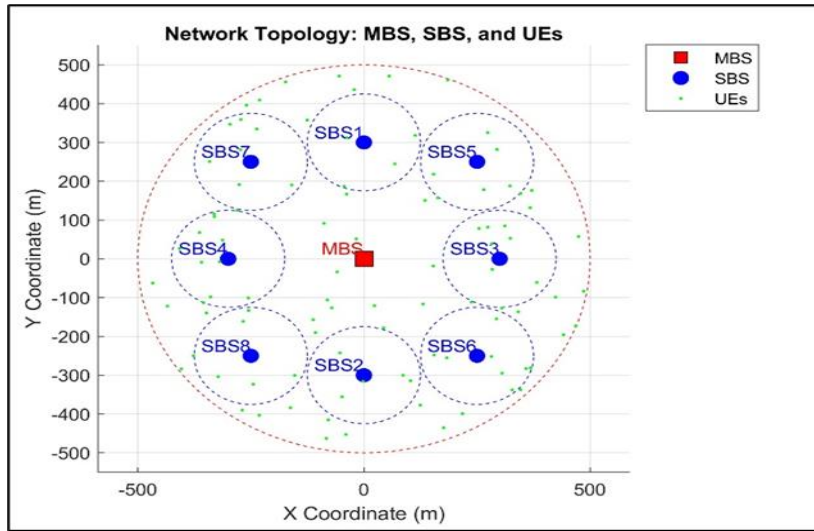 Network Topology: MBS, SBS, and UEs
MBS
SBS
UEs
500
400
300
200
100
0
-100
-200
-300
-400
-500
Y Coordinate (m)
SBS1
SBS7
SBS5
SBS4
MBS
SBS3
SBS8
SBS2
SBS6
-500
0
500
X Coordinate (m)